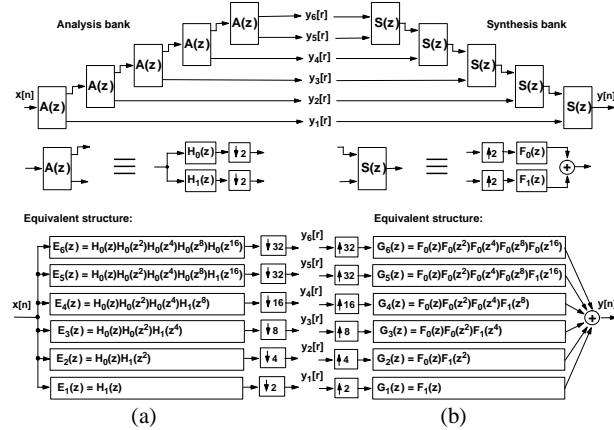 Analysis bank
Synthesis bank
x[n]
A(z)
A(z)
A(z)
A(z)
A(z)
y₆[r]
y₅[r]
y₄[r]
y₃[r]
y₂[r]
y₁[r]
S(z)
S(z)
S(z)
S(z)
S(z)
y[n]
A(z)
≡
H₀(z)
↓2
H₁(z)
↓2
S(z)
≡
↑2
F₀(z)
↑2
F₁(z)
+
Equivalent structure:
Equivalent structure:
x[n]
E₆(z) = H₀(z)H₀(z²)H₀(z⁴)H₀(z⁸)H₀(z¹⁶)
↓32
y₆[r]
↑32
G₆(z) = F₀(z)F₀(z²)F₀(z⁴)F₀(z⁸)F₀(z¹⁶)
E₅(z) = H₀(z)H₀(z²)H₀(z⁴)H₀(z⁸)H₁(z¹⁶)
↓32
y₅[r]
↑32
G₅(z) = F₀(z)F₀(z²)F₀(z⁴)F₀(z⁸)F₁(z¹⁶)
E₄(z) = H₀(z)H₀(z²)H₀(z⁴)H₁(z⁸)
↓16
y₄[r]
↑16
G₄(z) = F₀(z)F₀(z²)F₀(z⁴)F₁(z⁸)
E₃(z) = H₀(z)H₀(z²)H₁(z⁴)
↓8
y₃[r]
↑8
G₃(z) = F₀(z)F₀(z²)F₁(z⁴)
E₂(z) = H₀(z)H₁(z²)
↓4
y₂[r]
↑4
G₂(z) = F₀(z)F₁(z²)
E₁(z) = H₁(z)
↓2
y₁[r]
↑2
G₁(z) = F₁(z)
+
y[n]
(a)
(b)